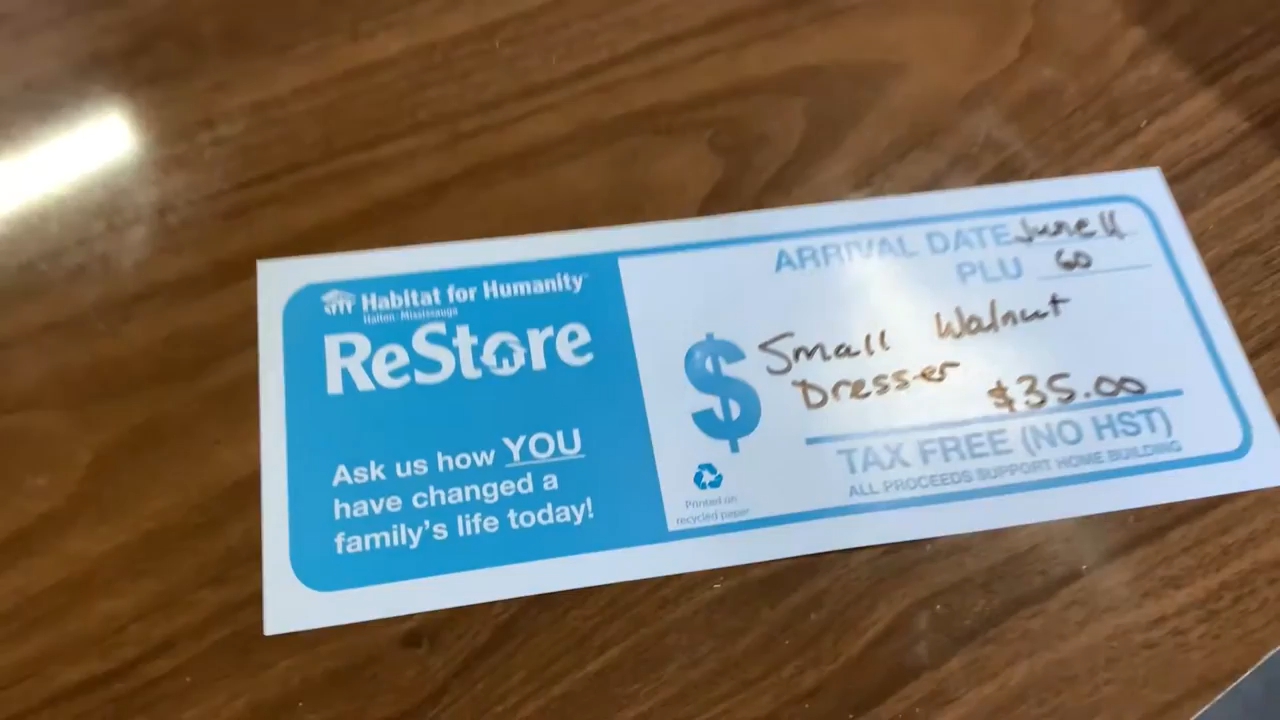 Habitat for Humanity
Halton-Mississauga
ReStore
Ask us how YOU
have changed a
family's life today!
ARRIVAL DATE June 11
PLU 60
$
Small Walnut
Dresser $35.00
TAX FREE (NO HST)
ALL PROCEEDS SUPPORT HOME BUILDING
Printed on
recycled paper